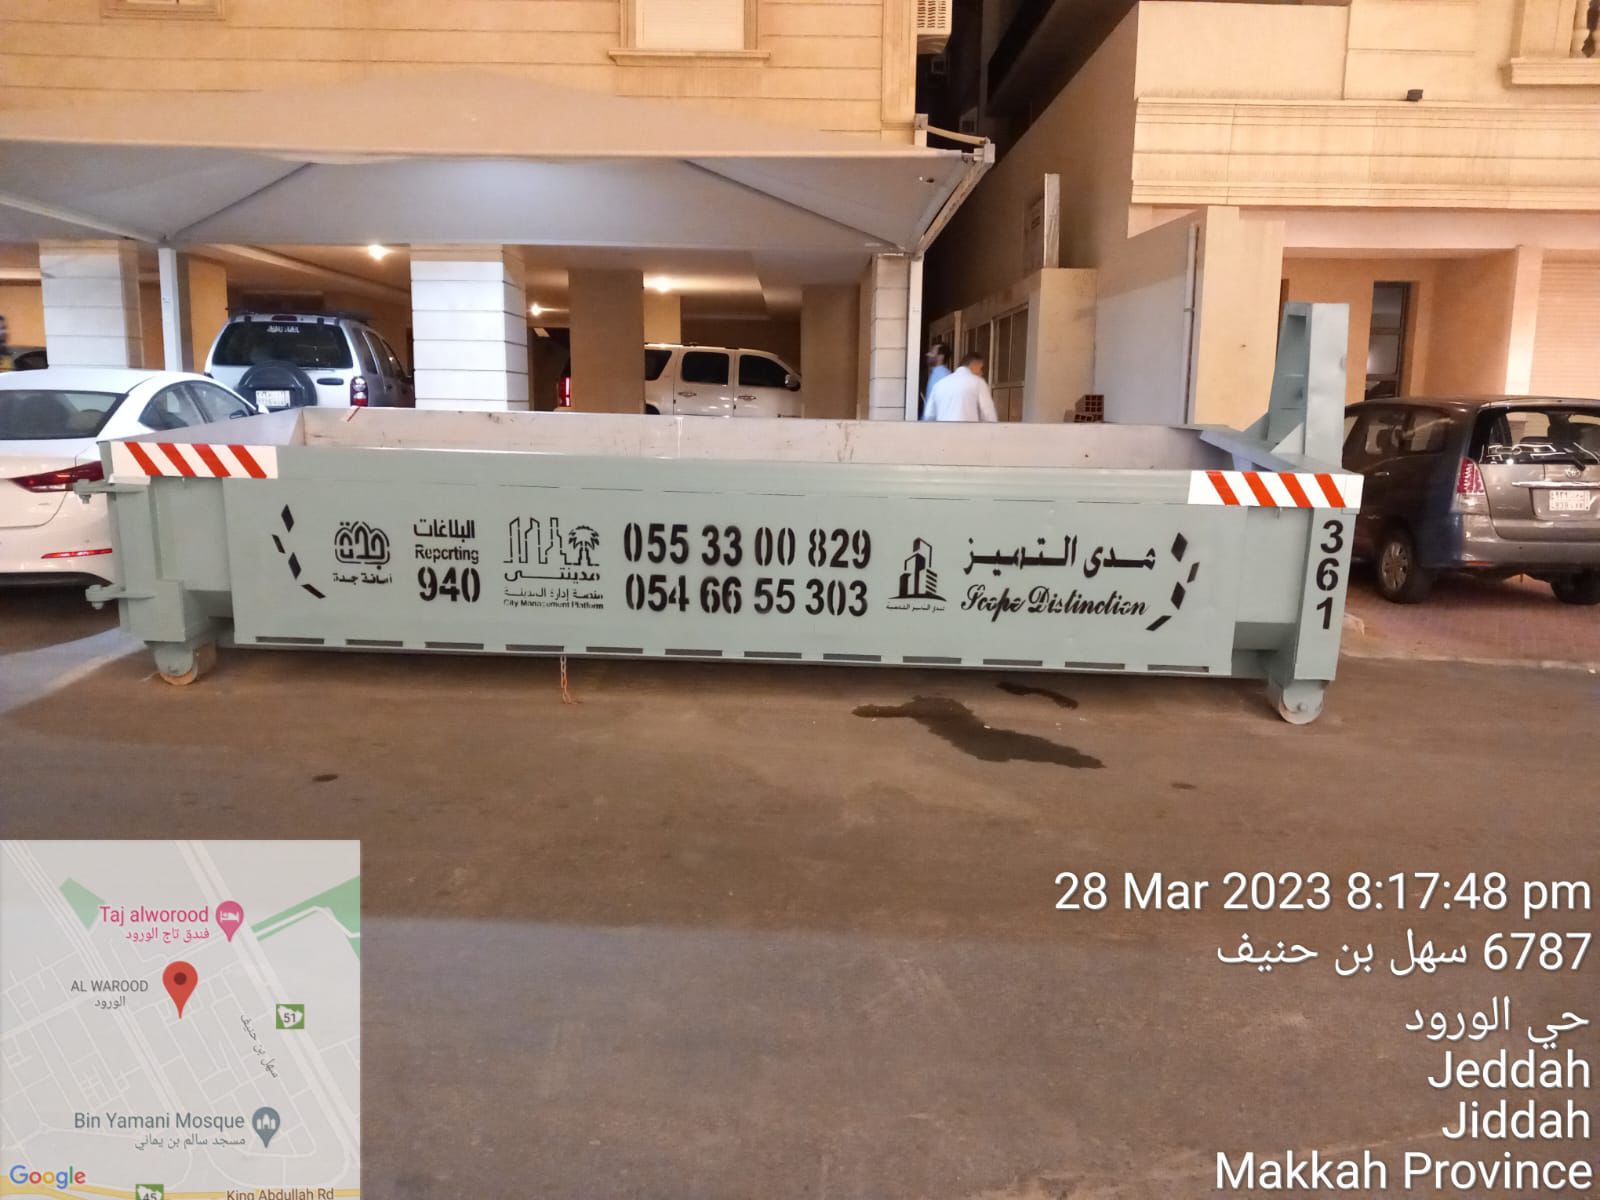 جدة
أمانة جدة
البلاغات
Reporting
940
مدينتي
منصة إدارة المدينة
City Management Platform
055 33 00 829
054 66 55 303
مدى التميز
Scope Distinction
361
Taj alworood
فندق تاج الورود
AL WAROOD
الورود
51
سهل بن حنيف
Bin Yamani Mosque
مسجد سالم بن يماني
Google
45
King Abdullah Rd
28 Mar 2023 8:17:48 pm
6787 سهل بن حنيف
حي الورود
Jeddah
Jiddah
Makkah Province